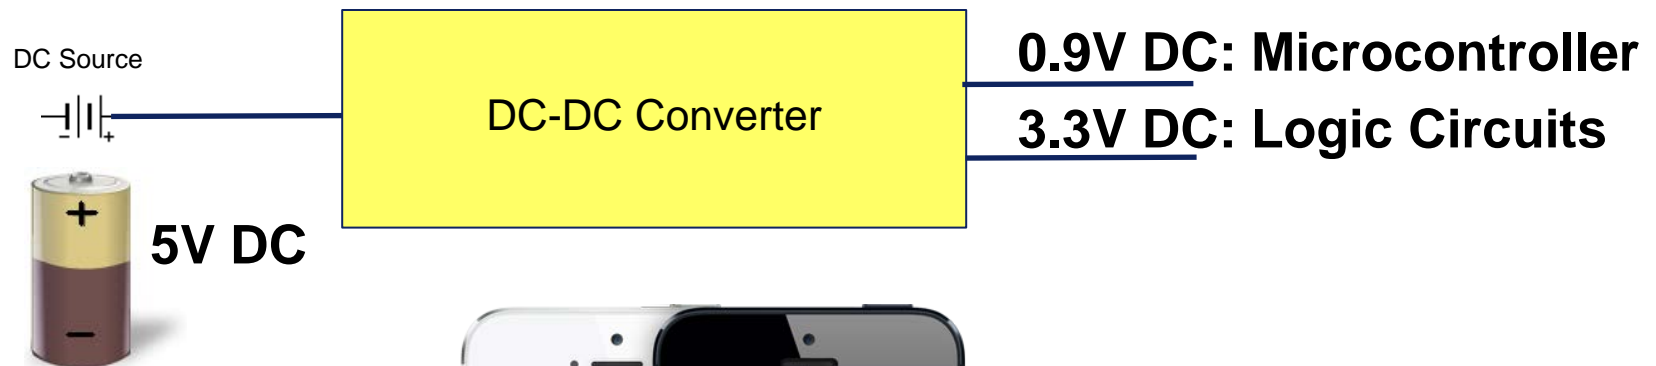 DC Source
DC-DC Converter
0.9V DC: Microcontroller
3.3V DC: Logic Circuits
- +
+
5V DC
−